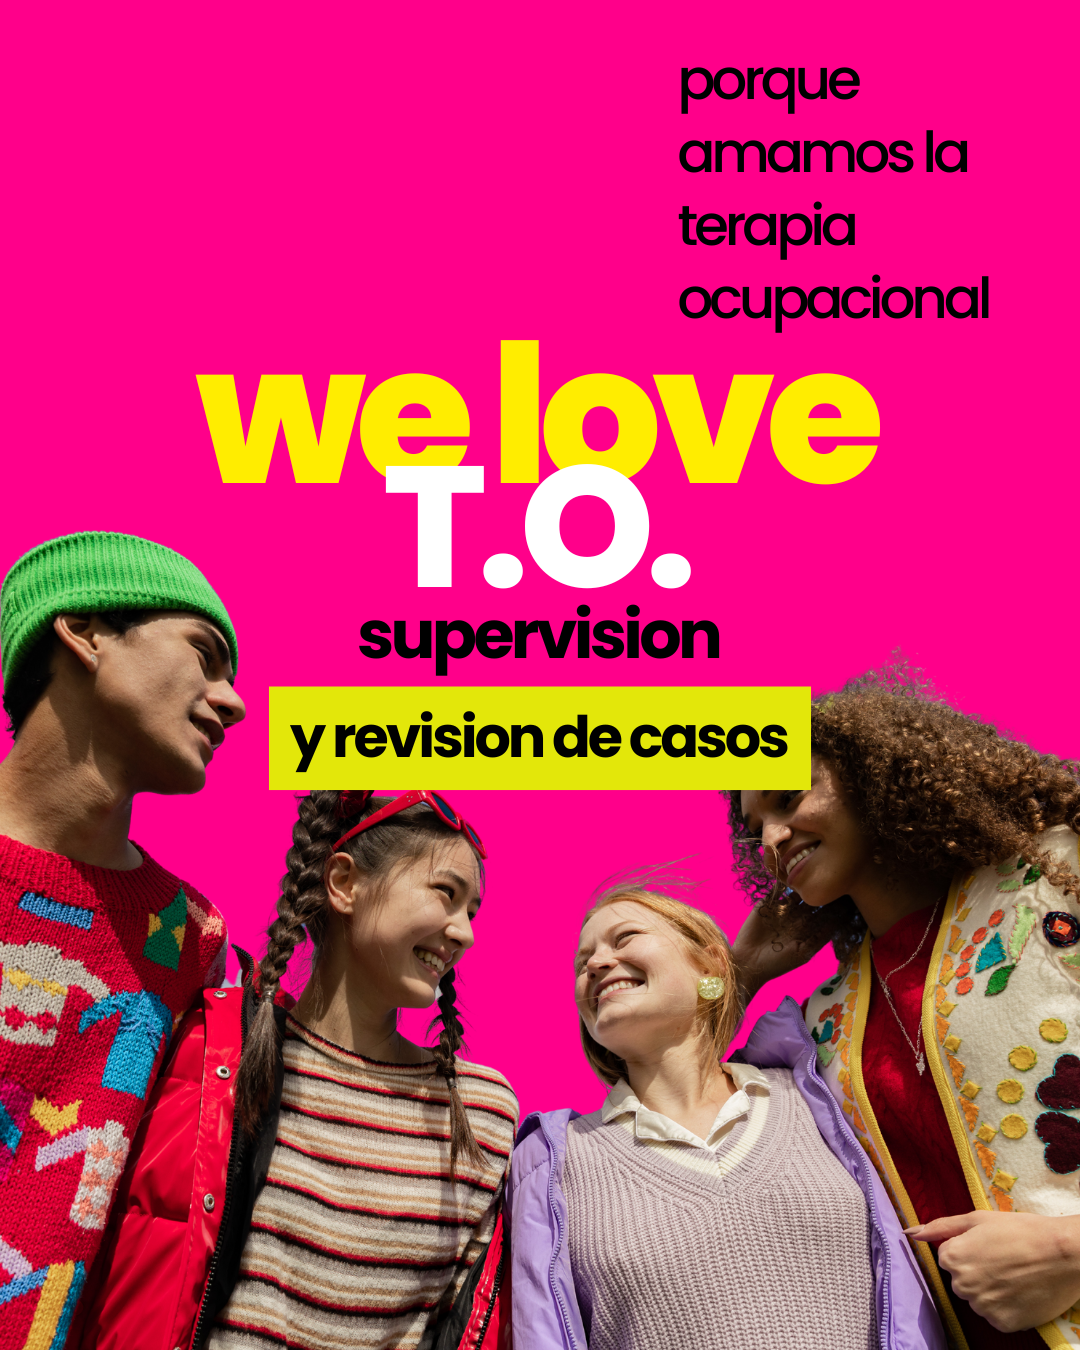 porque
amamos la
terapia
ocupacional
we love
T.O.
supervision
y revision de casos